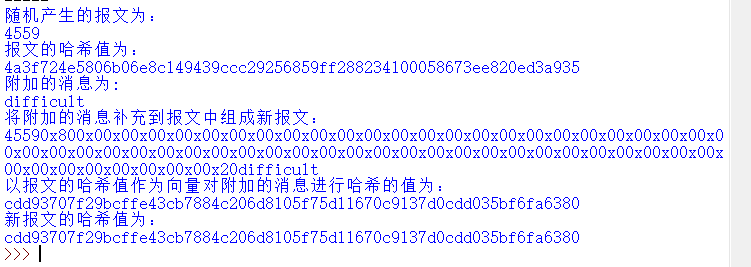 随机产生的报文为:
4559
报文的哈希值为:
4a3f724e5806b06e8c149439ccc29256859ff288234100058673ee820ed3a935
附加的消息为:
difficult
将附加的消息补充到报文中组成新报文:
45590x800x00x00x00x00x00x00x00x00x00x00x00x00x00x00x00x00x00x00x00x00x00x00x00x0
0x00x00x00x00x00x00x00x00x00x00x00x00x00x00x00x00x00x00x00x00x00x00x00x00x00x00x
00x00x00x00x00x00x00x00x20difficult
以报文的哈希值作为向量对附加的消息进行哈希的值为:
cdd93707f29bcffe43cb7884c206d8105f75d11670c9137d0cdd035bf6fa6380
新报文的哈希值为:
cdd93707f29bcffe43cb7884c206d8105f75d11670c9137d0cdd035bf6fa6380
>>>